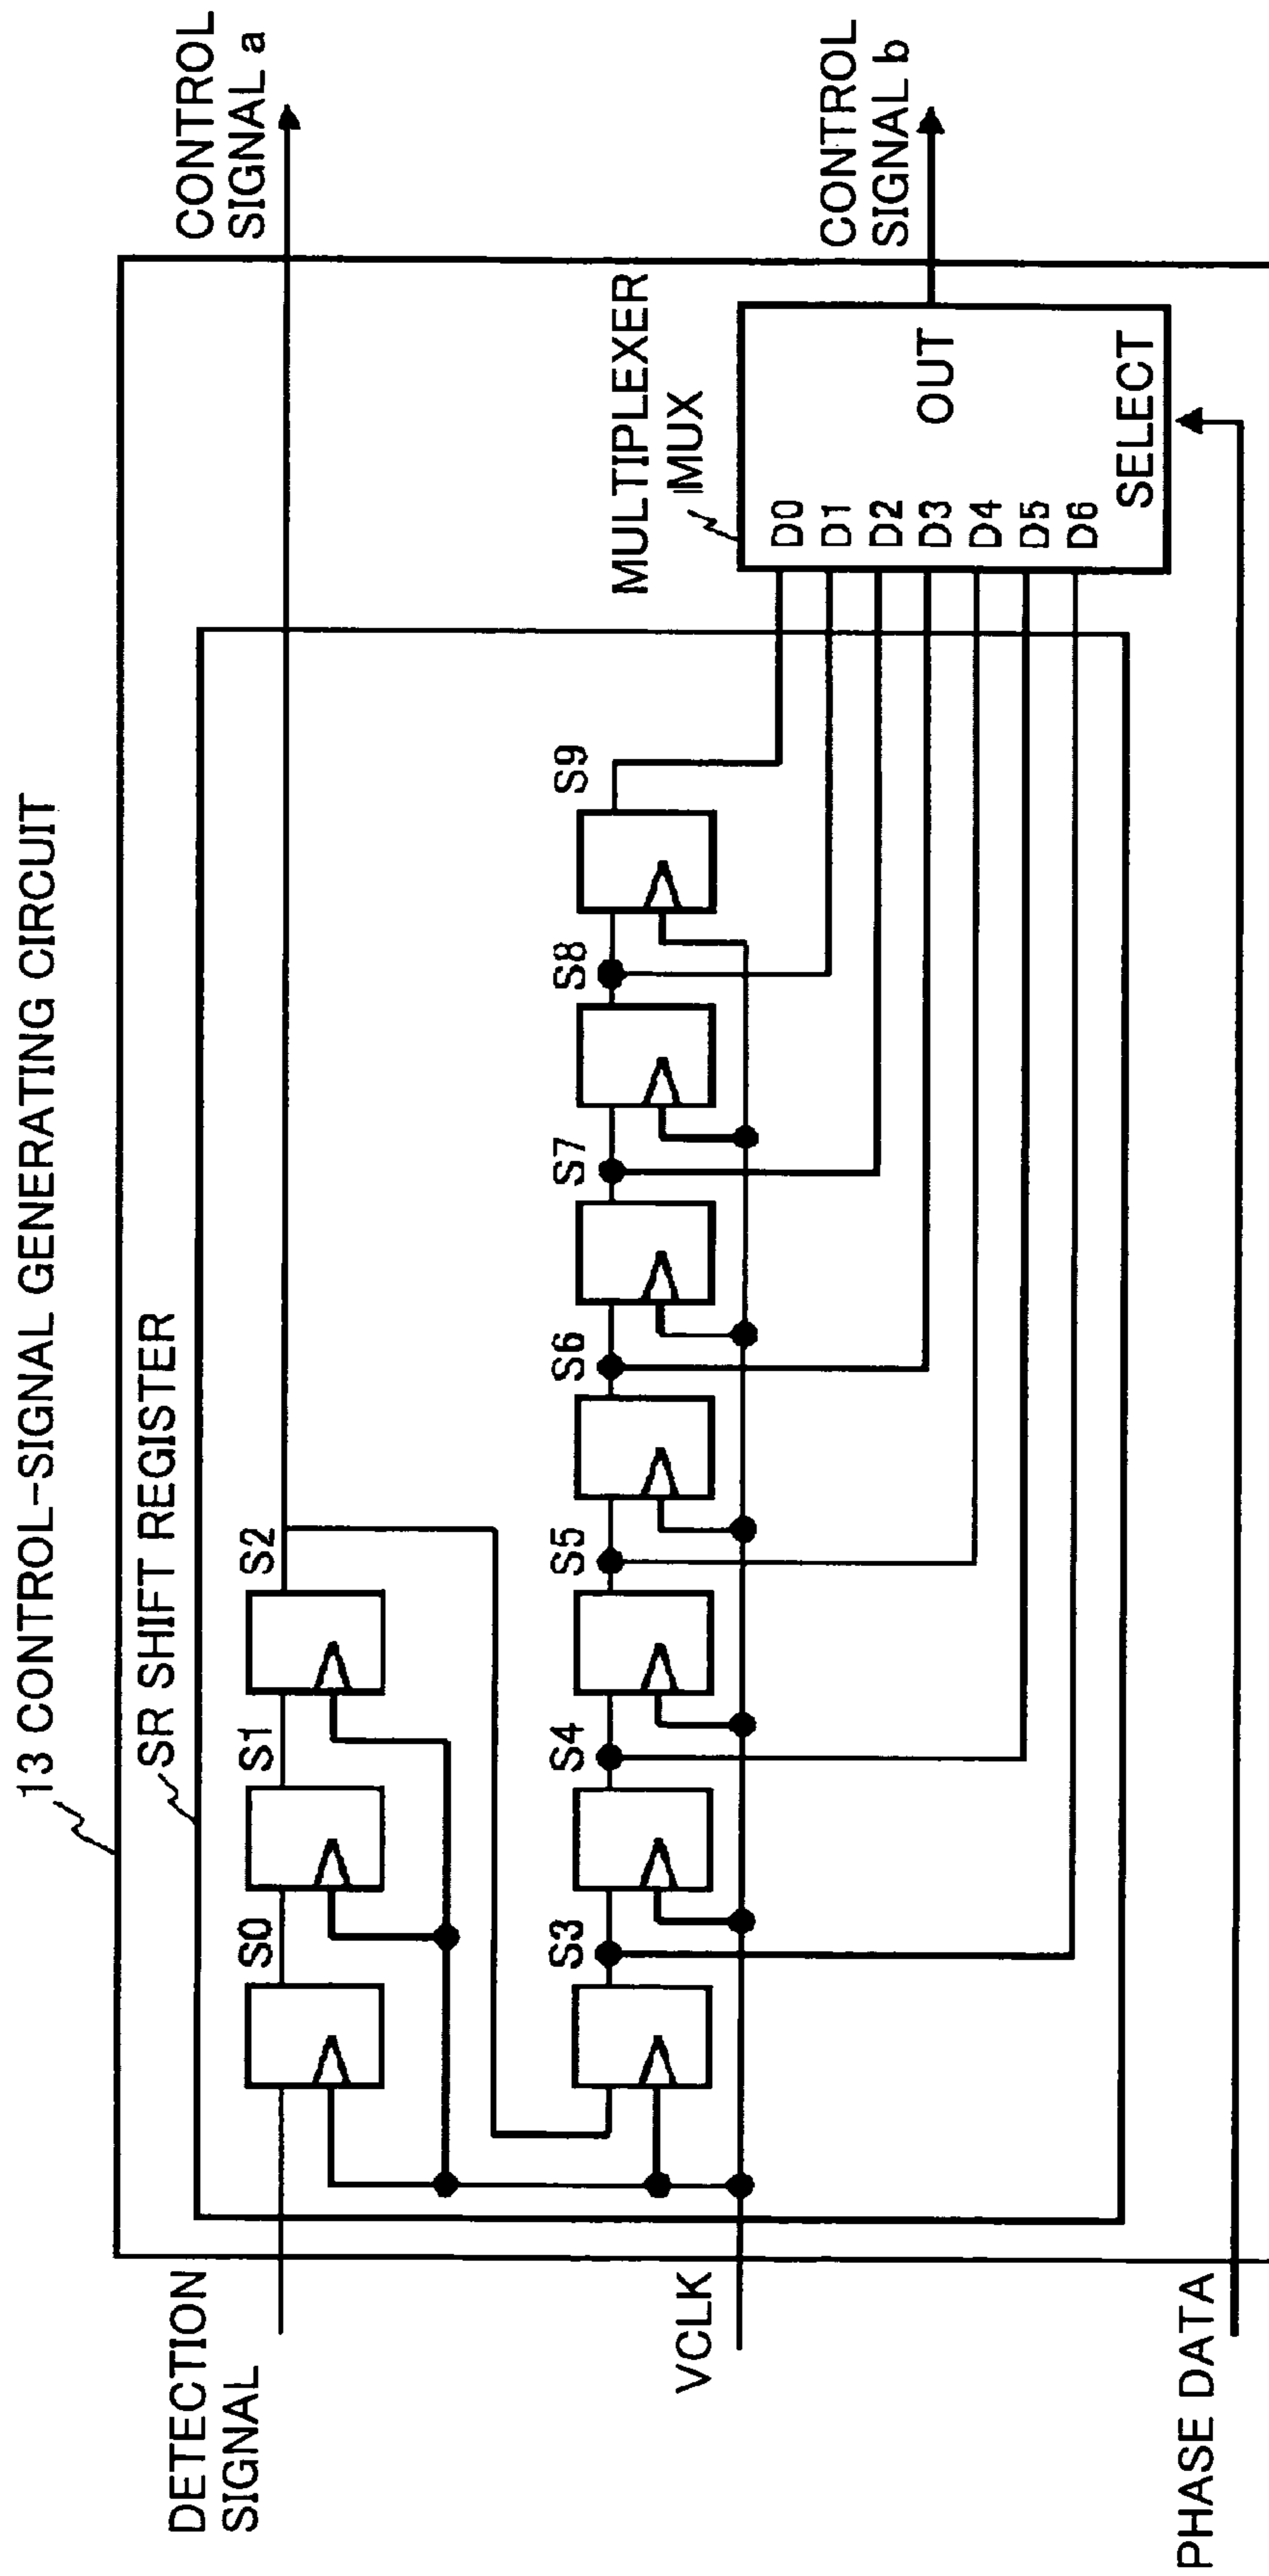 13 CONTROL-SIGNAL GENERATING CIRCUIT
SR SHIFT REGISTER
DETECTION
SIGNAL
S0
S1
S2
CONTROL
SIGNAL a
S3
S4
S5
S6
S7
S8
S9
MULTIPLEXER
MUX
D0
D1
D2
D3
D4
D5
D6
OUT
SELECT
CONTROL
SIGNAL b
VCLK
PHASE DATA